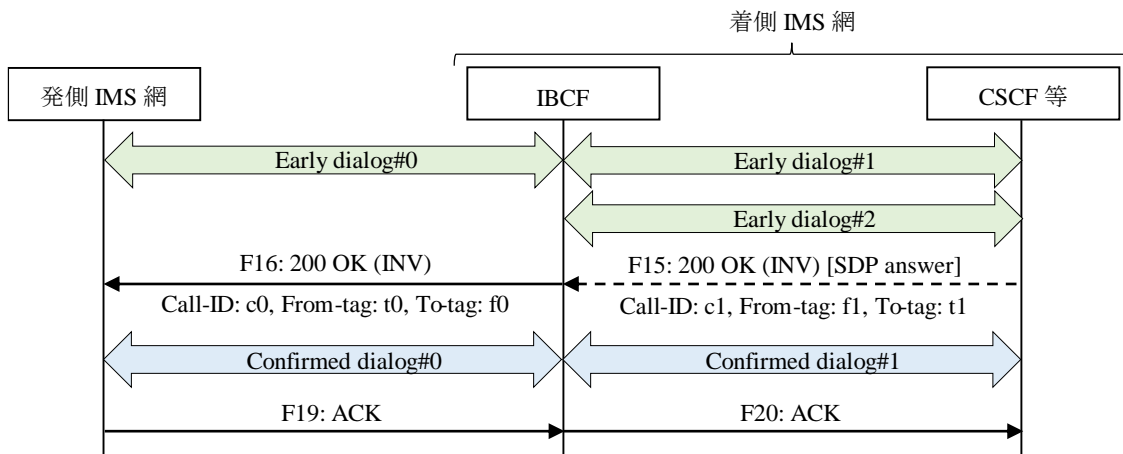 着側 IMS 網
発側 IMS 網
IBCF
CSCF 等
Early dialog#0
Early dialog#1
Early dialog#2
F16: 200 OK (INV)
F15: 200 OK (INV) [SDP answer]
Call-ID: c0, From-tag: t0, To-tag: f0
Call-ID: c1, From-tag: f1, To-tag: t1
Confirmed dialog#0
Confirmed dialog#1
F19: ACK
F20: ACK